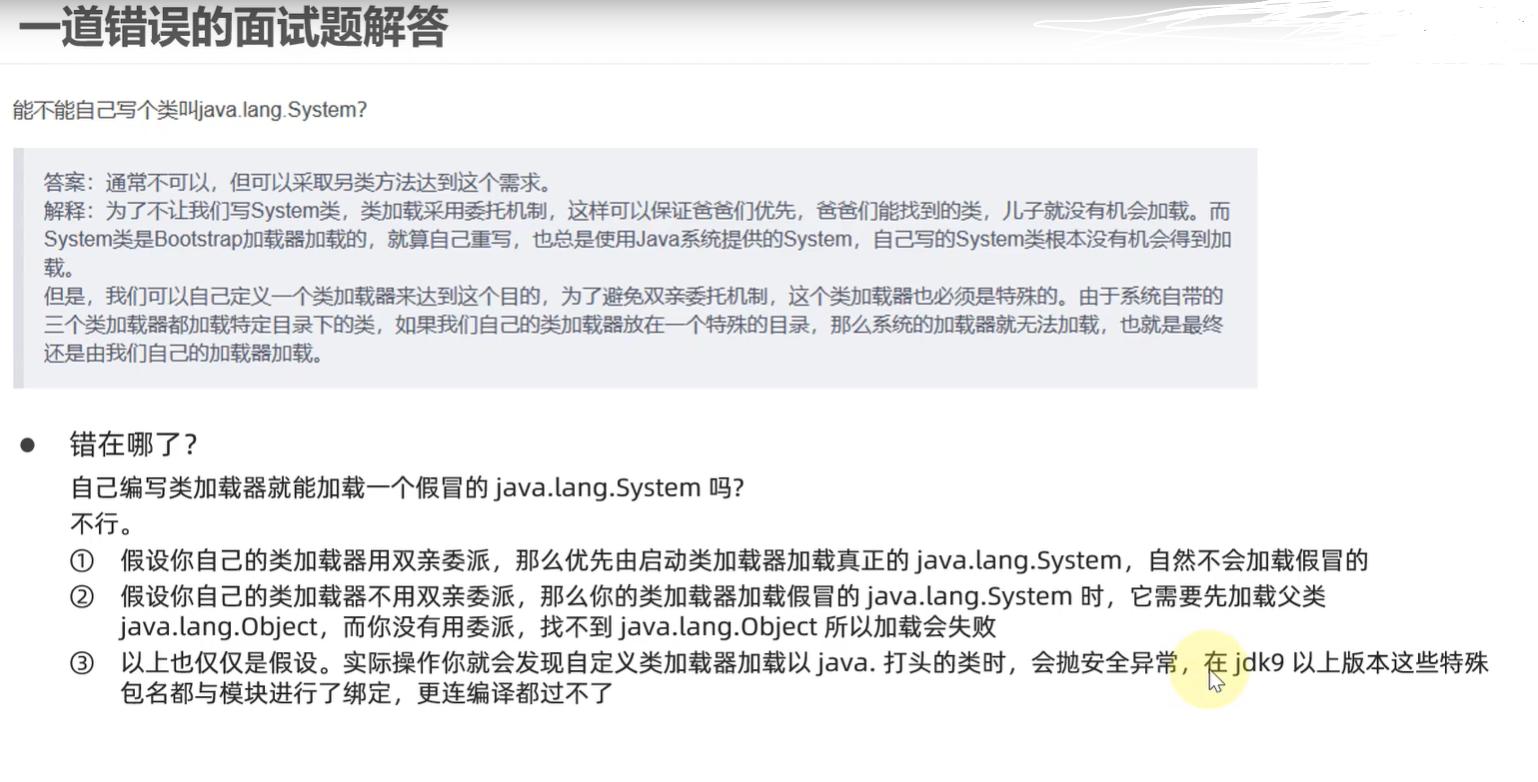 一道错误的面试题解答
能不能自己写个类叫java.lang.System?
答案：通常不可以，但可以采取另类方法达到这个需求。
解释：为了不让我们写System类，类加载采用委托机制，这样可以保证爸爸们优先，爸爸们能找到的类，儿子就没有机会加载。而
System类是Bootstrap加载器加载的，就算自己重写，也总是使用Java系统提供的System，自己写的System类根本没有机会得到加
载。
但是，我们可以自己定义一个类加载器来达到这个目的，为了避免双亲委托机制，这个类加载器也必须是特殊的。由于系统自带的
三个类加载器都加载特定目录下的类，如果我们自己的类加载器放在一个特殊的目录，那么系统的加载器就无法加载，也就是最终
还是由我们自己的加载器加载。
● 错在哪了？
自己编写类加载器就能加载一个假冒的 java.lang.System 吗?
不行。
① 假设你自己的类加载器用双亲委派，那么优先由启动类加载器加载真正的 java.lang.System，自然不会加载假冒的
② 假设你自己的类加载器不用双亲委派，那么你的类加载器加载假冒的 java.lang.System 时，它需要先加载父类
java.lang.Object，而你没有用委派，找不到 java.lang.Object 所以加载会失败
③ 以上也仅仅是假设。实际操作你就会发现自定义类加载器加载以 java. 打头的类时，会抛安全异常，在 jdk9 以上版本这些特殊
包名都与模块进行了绑定，更连编译都过不了